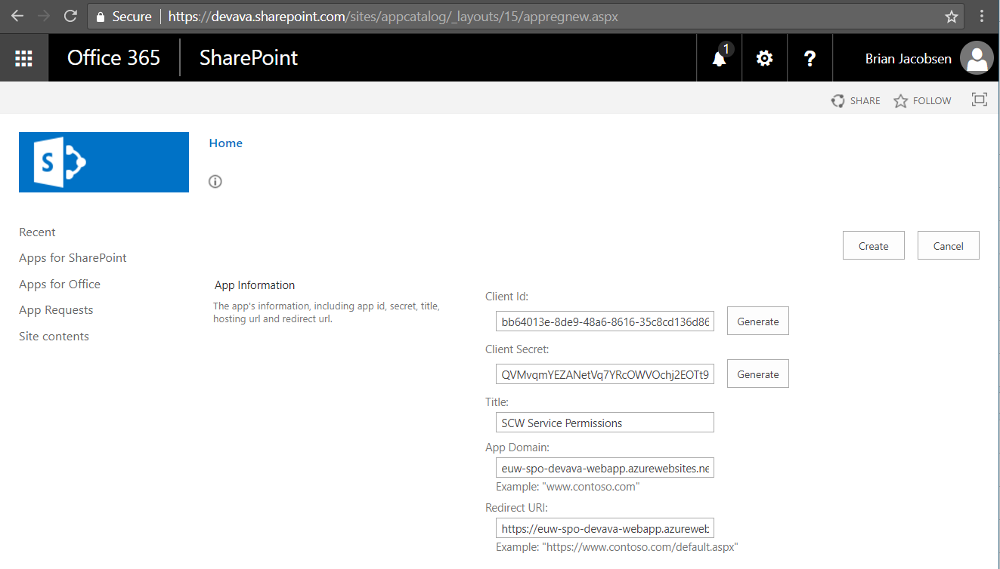 Secure | https://devava.sharepoint.com/sites/appcatalog/_layouts/15/appregnew.aspx
Office 365 SharePoint 1 ? Brian Jacobsen
SHARE FOLLOW
S
Home
Recent
Apps for SharePoint
Apps for Office
App Requests
Site contents
Create Cancel
App Information
The app's information, including app id, secret, title,
hosting url and redirect url.
Client Id:
bb64013e-8de9-48a6-8616-35c8cd136d86 Generate
Client Secret:
QVMvqmYEZANetVq7YRcOWVOchj2EOTt9 Generate
Title:
SCW Service Permissions
App Domain:
euw-spo-devava-webapp.azurewebsites.ne
Example: "www.contoso.com"
Redirect URI:
https://euw-spo-devava-webapp.azureweb
Example: "https://www.contoso.com/default.aspx"